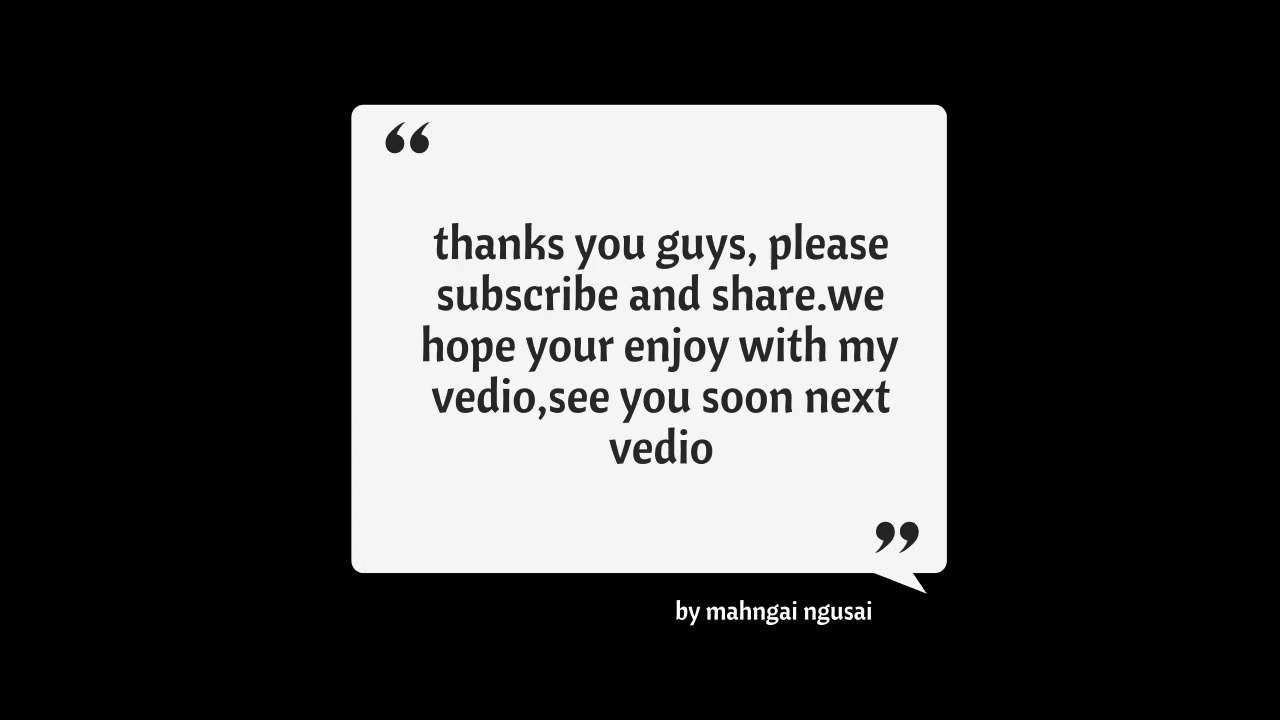 “
thanks you guys, please
subscribe and share.we
hope your enjoy with my
vedio,see you soon next
vedio
”
by mahngai ngusai